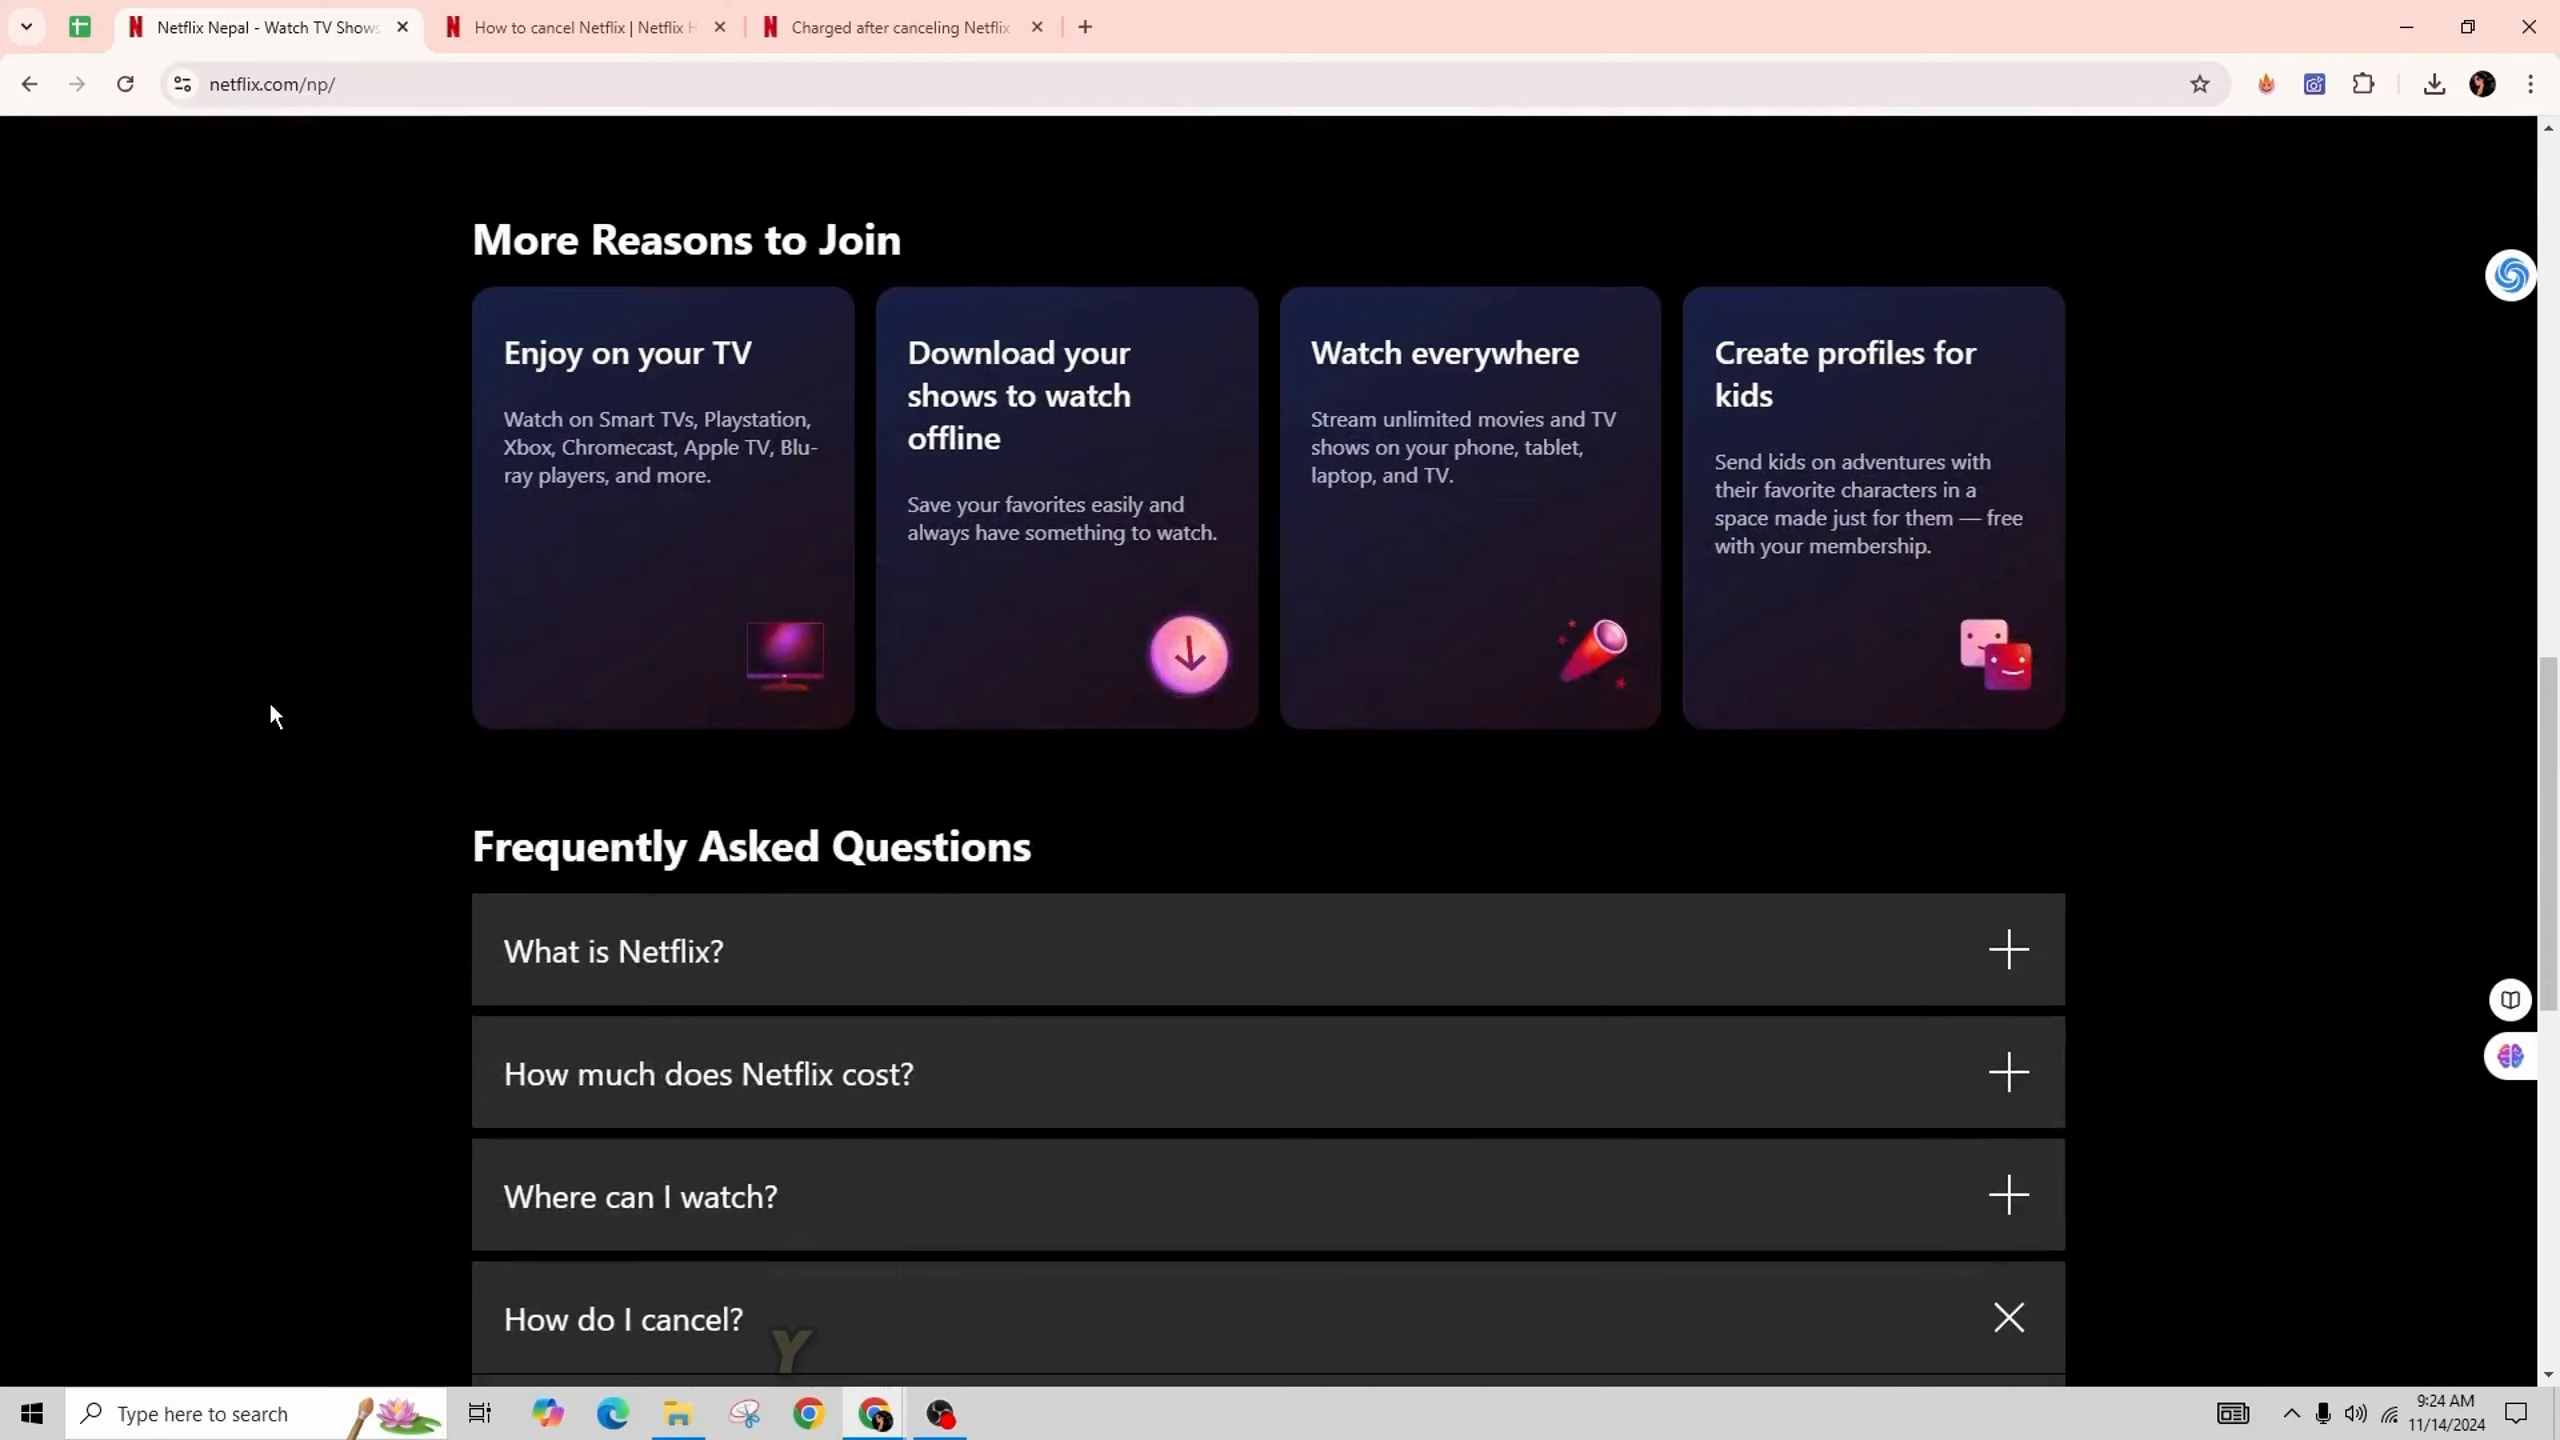 Netflix Nepal - Watch TV Shows
How to cancel Netflix | Netflix H
Charged after canceling Netflix
netflix.com/np/
More Reasons to Join
Enjoy on your TV
Watch on Smart TVs, Playstation,
Xbox, Chromecast, Apple TV, Blu-
ray players, and more.
Download your
shows to watch
offline
Save your favorites easily and
always have something to watch.
Watch everywhere
Stream unlimited movies and TV
shows on your phone, tablet,
laptop, and TV.
Create profiles for
kids
Send kids on adventures with
their favorite characters in a
space made just for them — free
with your membership.
Frequently Asked Questions
What is Netflix?
How much does Netflix cost?
Where can I watch?
How do I cancel?
Y
Type here to search
9:24 AM
11/14/2024